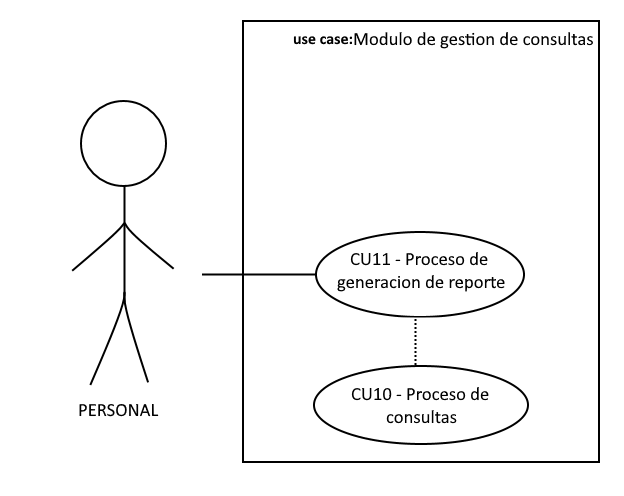 use case:Modulo de gestion de consultas
CU11 - Proceso de
generacion de reporte
CU10 - Proceso de
consultas
PERSONAL